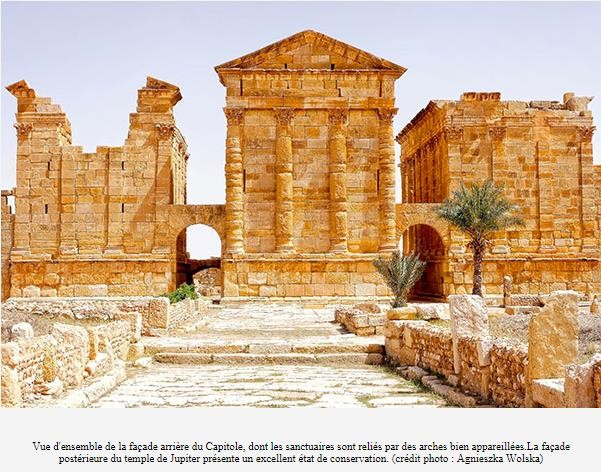 Vue d'ensemble de la façade arrière du Capitole, dont les sanctuaires sont reliés par des arches bien appareillées.La façade
postérieure du temple de Jupiter présente un excellent état de conservation. (crédit photo : Agnieszka Wolska)